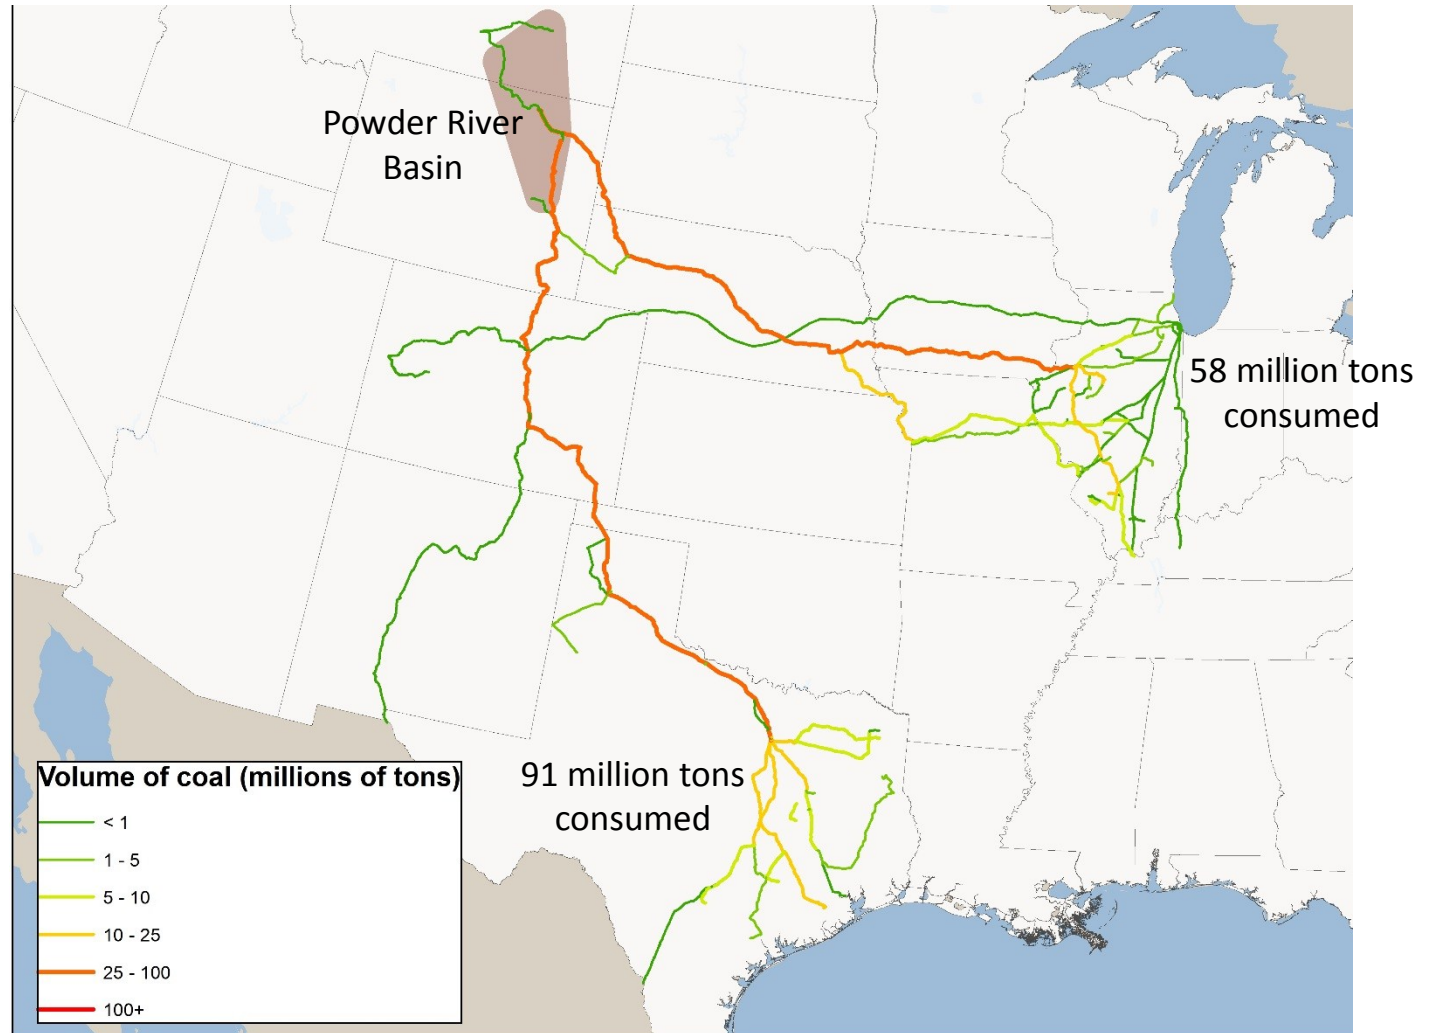 Powder River
Basin
58 million tons
consumed
91 million tons
consumed
Volume of coal (millions of tons)
< 1
1 - 5
5 - 10
10 - 25
25 - 100
100+